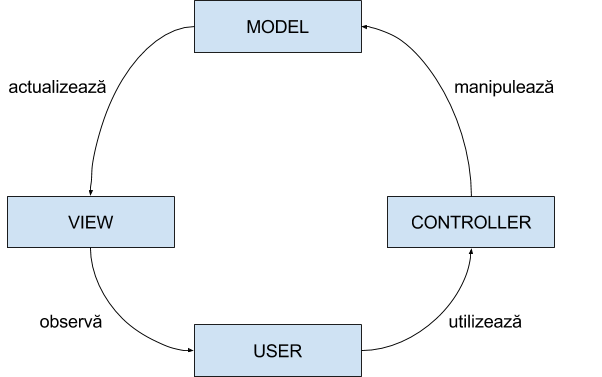 MODEL
actualizează
manipulează
VIEW
CONTROLLER
observă
utilizează
USER